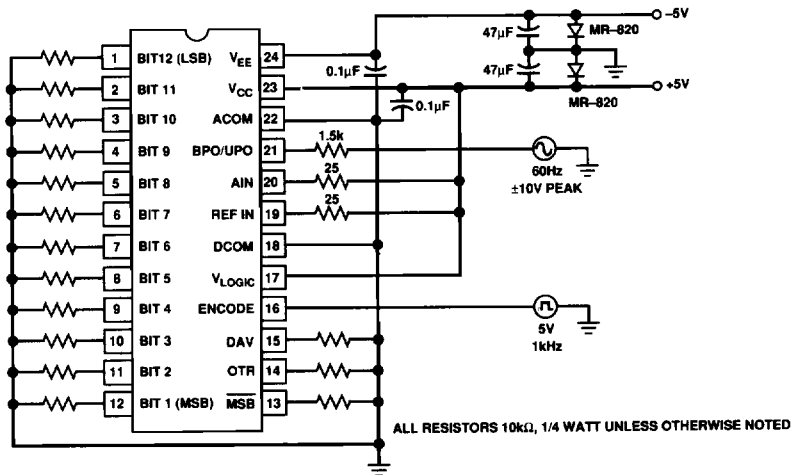 –5V
MR–820
47µF
47µF
0.1µF
+5V
MR–820
0.1µF
1 BIT12 (LSB) VEE 24
2 BIT 11 VCC 23
3 BIT 10 ACOM 22
4 BIT 9 BPO/UPO 21 1.5k
5 BIT 8 AIN 20 25
6 BIT 7 REF IN 19 25
7 BIT 6 DCOM 18
8 BIT 5 VLOGIC 17
9 BIT 4 ENCODE 16
10 BIT 3 DAV 15
11 BIT 2 OTR 14
12 BIT 1 (MSB) M̅S̅B̅ 13
60Hz
±10V PEAK
5V
1kHz
ALL RESISTORS 10kΩ, 1/4 WATT UNLESS OTHERWISE NOTED